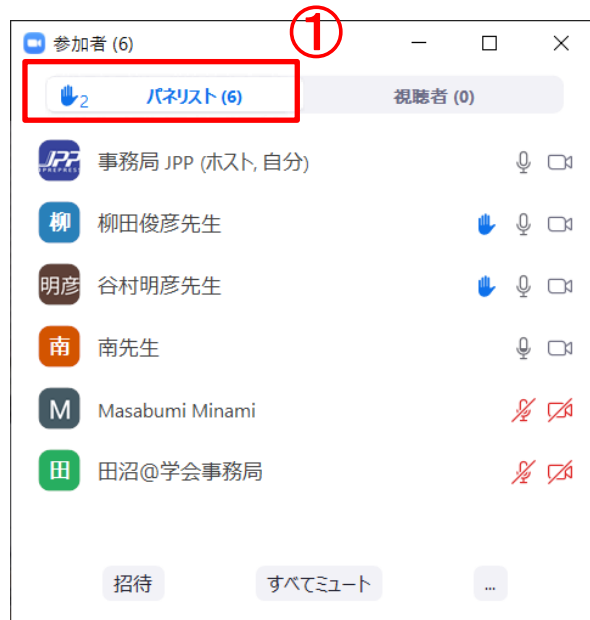 参加者 (6)
①
2 パネリスト (6) 視聴者 (0)
JPP 事務局 JPP (ホスト, 自分)
柳 柳田俊彦先生
明彦 谷村明彦先生
南 南先生
M Masabumi Minami
田 田沼@学会事務局
招待 すべてミュート ...